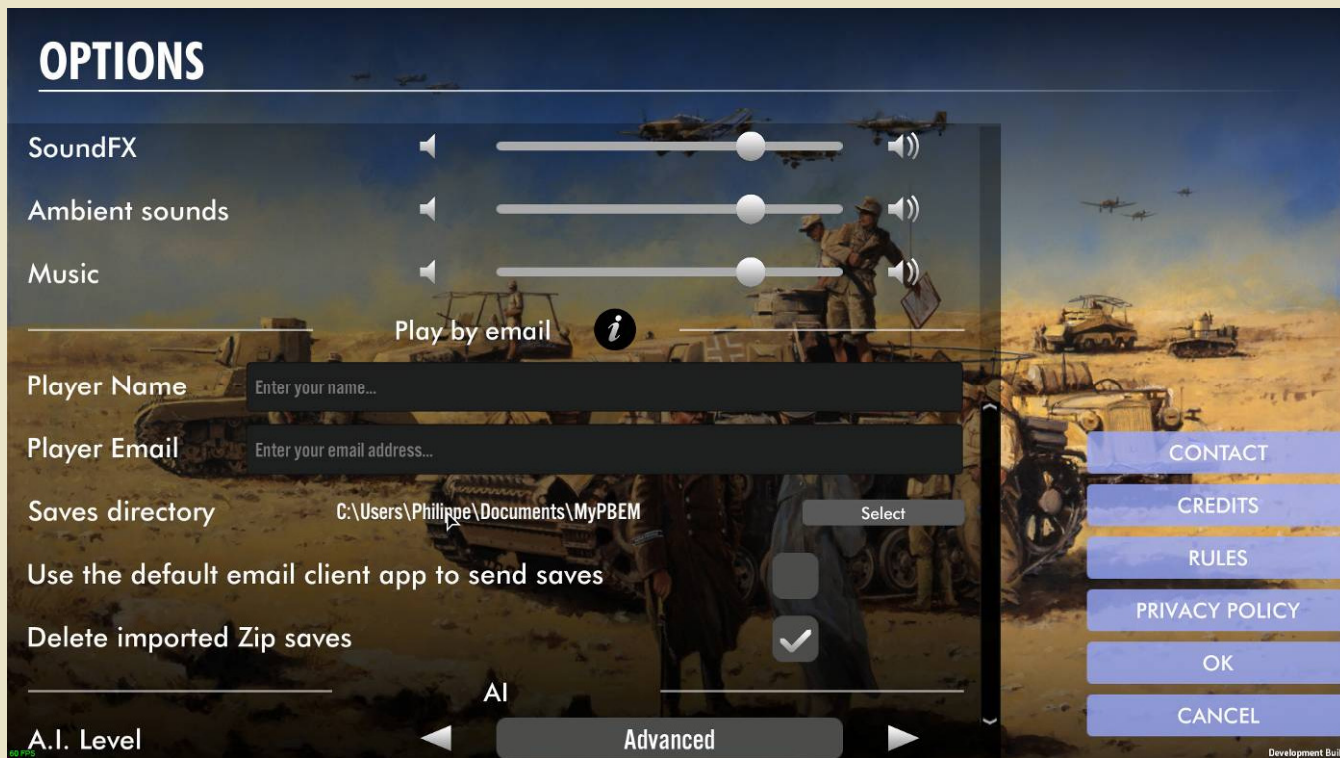 OPTIONS
SoundFX
Ambient sounds
Music
Play by email i
Player Name Enter your name...
Player Email Enter your email address...
Saves directory C:\Users\Philippe\Documents\MyPBEM Select
Use the default email client app to send saves
Delete imported Zip saves
AI
A.I. Level Advanced
CONTACT
CREDITS
RULES
PRIVACY POLICY
OK
CANCEL
60 FPS
Development Buil